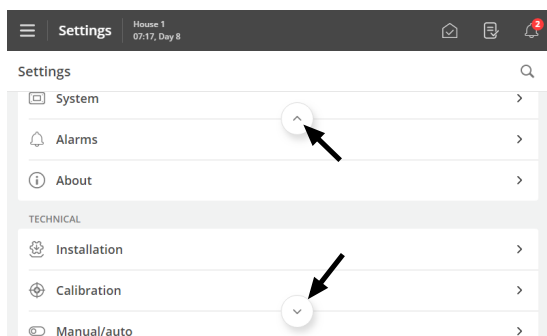 Settings
House 1
07:17, Day 8
2
Settings
System
Alarms
About
TECHNICAL
Installation
Calibration
Manual/auto